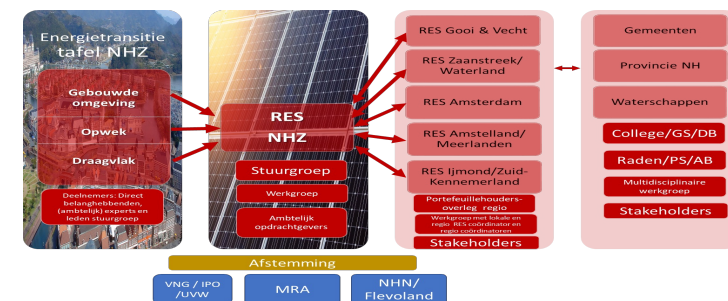 Energietransitie
tafel NHZ
Gebouwde
omgeving
Opwek
Draagvlak
Deelnemers: Direct
belanghebbenden,
(ambtelijk) experts en
leden stuurgroep
RES
NHZ
Stuurgroep
Werkgroep
Ambtelijk
opdrachtgevers
RES Gooi & Vecht
RES Zaanstreek/
Waterland
RES Amsterdam
RES Amstelland/
Meerlanden
RES Ijmond/Zuid-
Kennemerland
Portefeuillehouders-
overleg regio
Werkgroep met lokale en
regio RES coördinator en
regio coördinatoren
Stakeholders
Gemeenten
Provincie NH
Waterschappen
College/GS/DB
Raden/PS/AB
Multidisciplinaire
werkgroep
Stakeholders
Afstemming
VNG / IPO
/UVW
MRA
NHN/
Flevoland